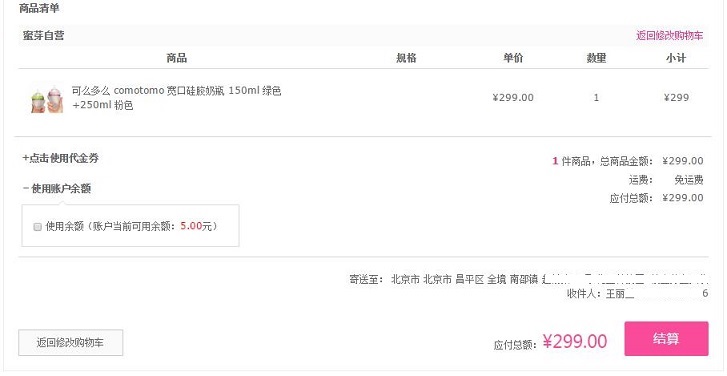 商品清单
蜜芽自营 返回修改购物车
商品 规格 单价 数量 小计
可么多么 comotomo 宽口硅胶奶瓶 150ml 绿色 ¥299.00 1 ¥299
+250ml 粉色
+点击使用代金券 1 件商品，总商品金额： ¥299.00
运费： 免运费
－使用账户余额
应付总额： ¥299.00
使用余额（账户当前可用余额：5.00元）
寄送至： 北京市 北京市 昌平区 全境 南邵镇
收件人：王丽 6
返回修改购物车 应付总额：¥299.00 结算